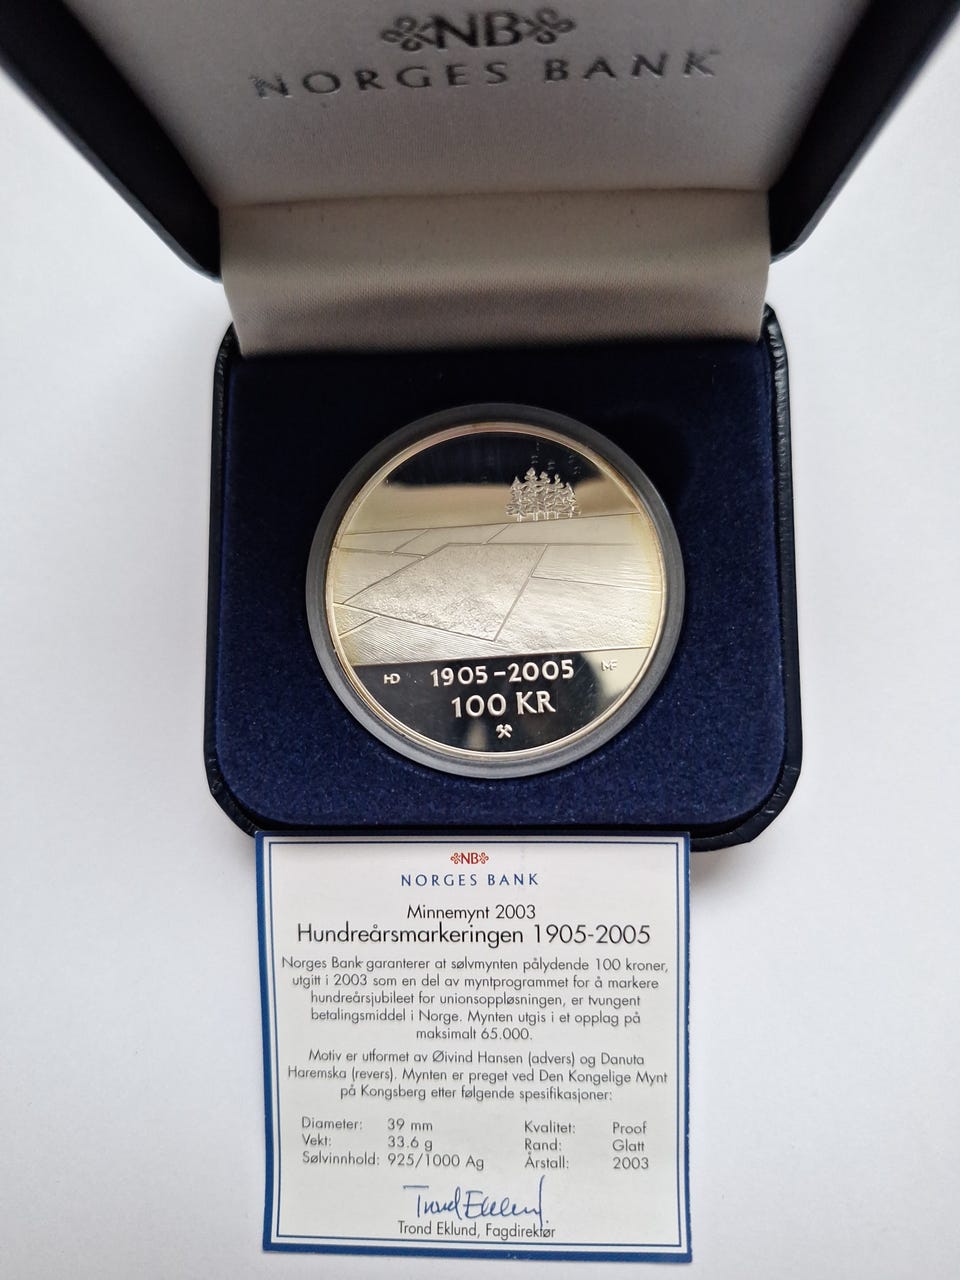 NB
NORGES BANK
HD
1905-2005
MF
100 KR
NB
NORGES BANK
Minnemynt 2003
Hundreårsmarkeringen 1905-2005
Norges Bank garanterer at sølvmynten pålydende 100 kroner,
utgitt i 2003 som en del av myntprogrammet for å markere
hundreårsjubileet for unionsoppløsningen, er tvungent
betalingsmiddel i Norge. Mynten utgis i et opplag på
maksimalt 65.000.
Motiv er utformet av Øivind Hansen (advers) og Danuta
Haremska (revers). Mynten er preget ved Den Kongelige Mynt
på Kongsberg etter følgende spesifikasjoner:
Diameter: 39 mm Kvalitet: Proof
Vekt: 33.6 g Rand: Glatt
Sølvinnhold: 925/1000 Ag Årstall: 2003
Trond Eklund
Trond Eklund, Fagdirektør